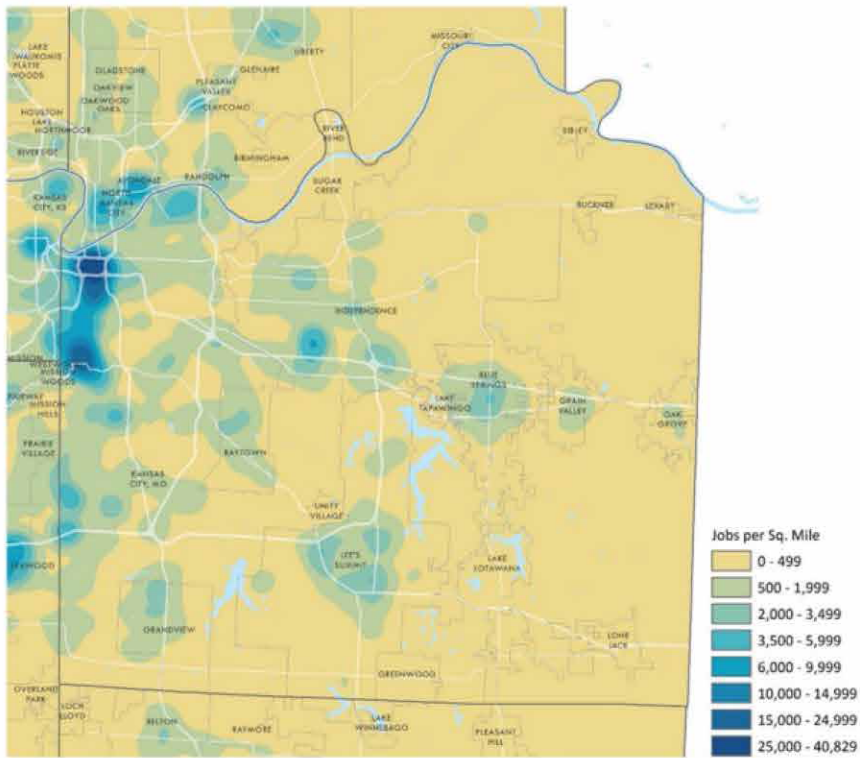 MISSOURI
CITY
LIBERTY
LAKE
WAUKOMIS
PLATTE
WOODS
GLADSTONE
GLENAIRE
OAKVIEW
OAKWOOD
OAKS
PLEASANT
VALLEY
CLAYCOMO
HOUSTON
LAKE
NORTHMOOR
RIVER
BEND
SIBLEY
RIVERSIDE
BIRMINGHAM
AVONDALE
RANDOLPH
SUGAR
CREEK
KANSAS
CITY, KS
NORTH
KANSAS
CITY
BUCKNER
LEVASY
INDEPENDENCE
MISSION
WOODS
BLUE
SPRINGS
FAIRWAY
MISSION
HILLS
LAKE
TAPAWINGO
GRAIN
VALLEY
OAK
GROVE
PRAIRIE
VILLAGE
RAYTOWN
KANSAS
CITY, MO
UNITY
VILLAGE
LEAWOOD
LEE'S
SUMMIT
LAKE
LOTAWANA
GRANDVIEW
LONE
JACK
GREENWOOD
OVERLAND
PARK
LOCH
LLOYD
BELTON
RAYMORE
LAKE
WINNEBAGO
PLEASANT
HILL
Jobs per Sq. Mile
0 - 499
500 - 1,999
2,000 - 3,499
3,500 - 5,999
6,000 - 9,999
10,000 - 14,999
15,000 - 24,999
25,000 - 40,829